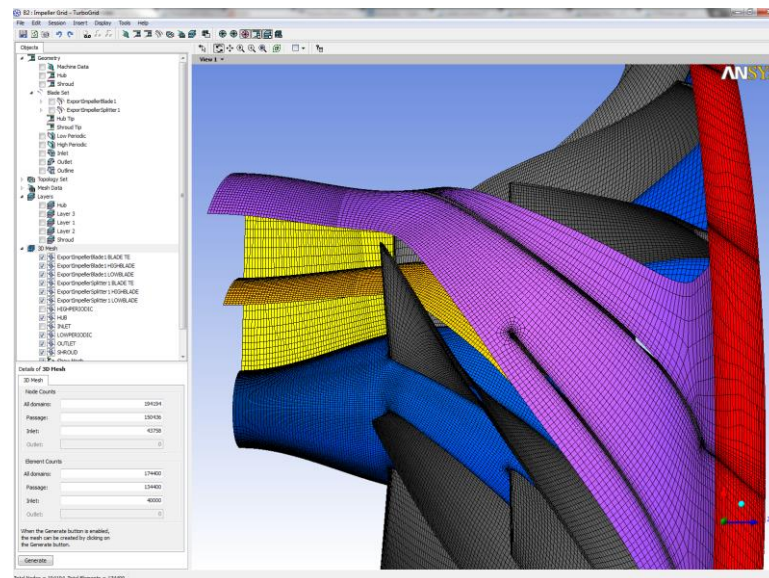 E2 : Impeller Grid - TurboGrid
File Edit Session Insert Display Tools Help
Objects
View 1
ANSYS
Geometry
Machine Data
Hub
Shroud
Blade Set
ExportImpellerBlade1
ExportImpellerSplitter1
Hub Tip
Shroud Tip
Low Periodic
High Periodic
Inlet
Outlet
Outline
Topology Set
Mesh Data
Layers
Hub
Layer 3
Layer 1
Layer 2
Shroud
3D Mesh
ExportImpellerBlade1 BLADE TE
ExportImpellerBlade1 HIGHBLADE
ExportImpellerBlade1 LOWBLADE
ExportImpellerSplitter1 BLADE TE
ExportImpellerSplitter1 HIGHBLADE
ExportImpellerSplitter1 LOWBLADE
HIGHPERIODIC
HUB
INLET
LOWPERIODIC
OUTLET
SHROUD
Show Mesh
Details of 3D Mesh
3D Mesh
Node Counts
All domains: 194194
Passage: 150436
Inlet: 43758
Outlet: 0
Element Counts
All domains: 174400
Passage: 134400
Inlet: 40000
Outlet: 0
When the Generate button is enabled,
the mesh can be created by clicking on
the Generate button.
Generate